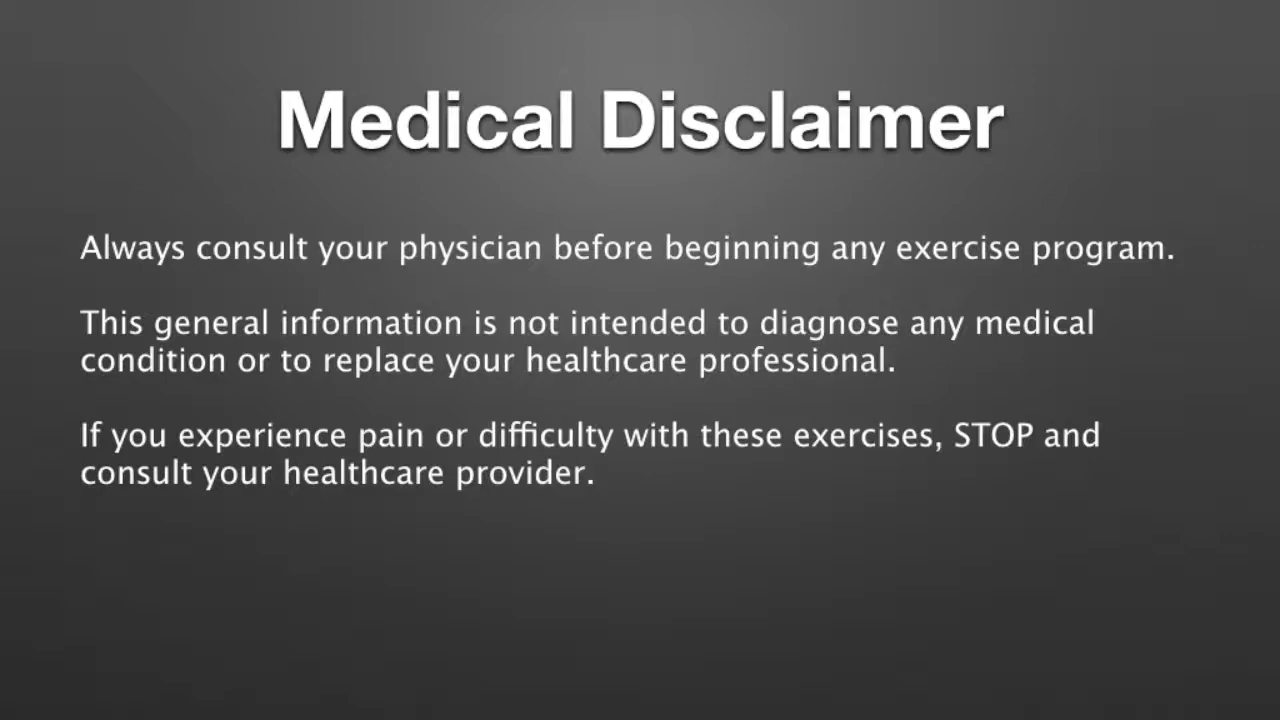 Medical Disclaimer
Always consult your physician before beginning any exercise program.
This general information is not intended to diagnose any medical
condition or to replace your healthcare professional.
If you experience pain or difficulty with these exercises, STOP and
consult your healthcare provider.